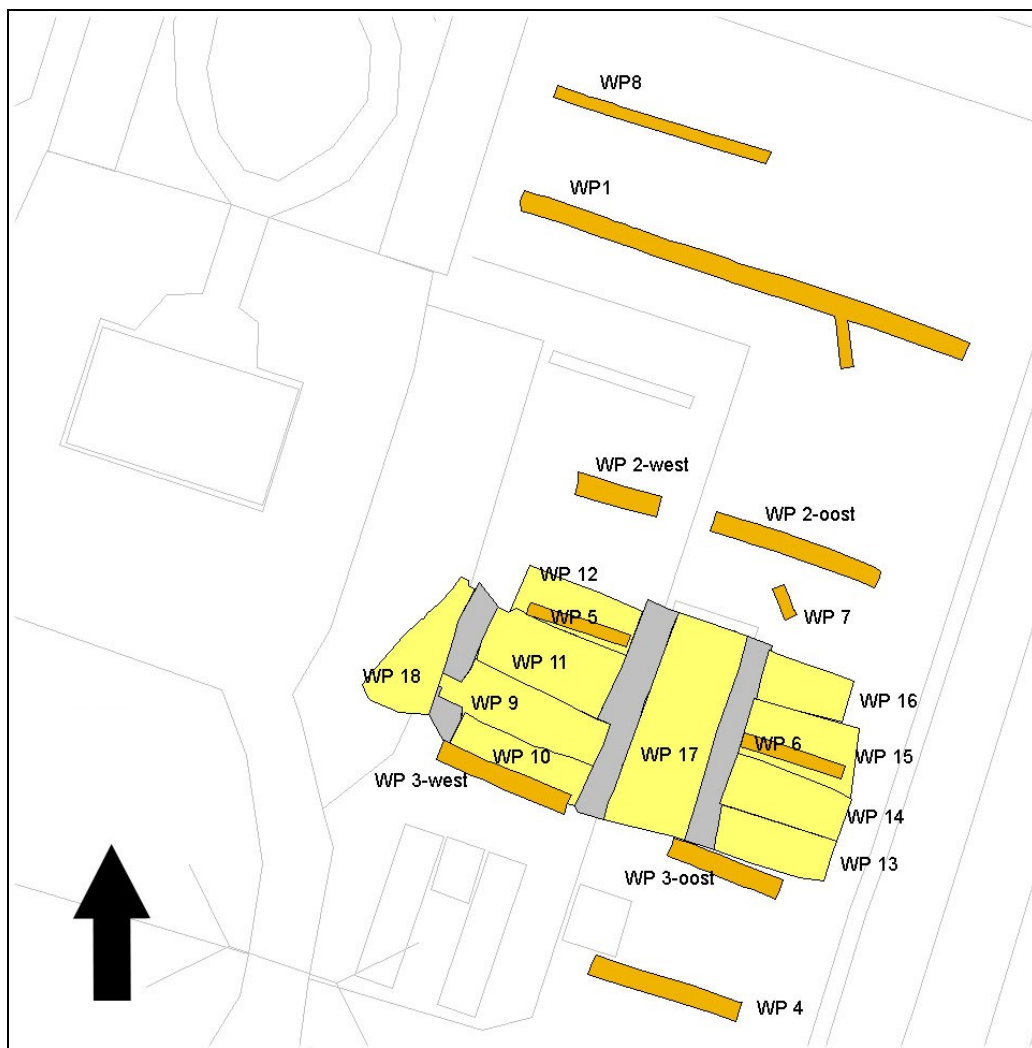 WP8
WP1
WP 2-west
WP 2-oost
WP 12
WP 5
WP 7
WP 11
WP 18
WP 16
WP 9
WP 6
WP 17
WP 15
WP 10
WP 3-west
WP 14
WP 13
WP 3-oost
WP 4